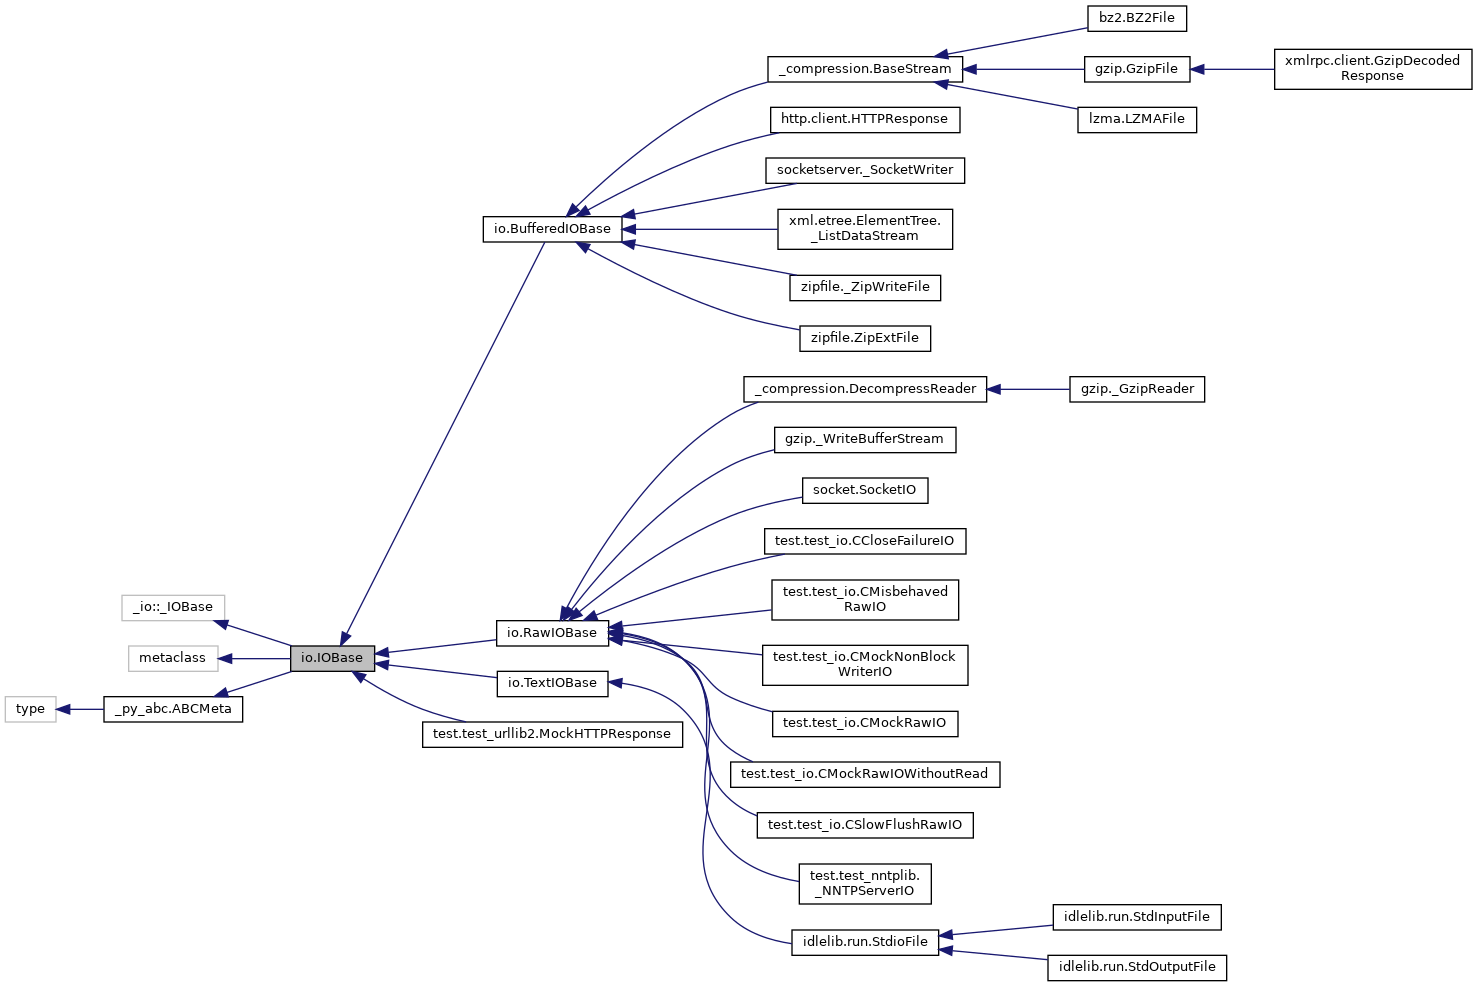 bz2.BZ2File
_compression.BaseStream
gzip.GzipFile
xmlrpc.client.GzipDecoded
Response
http.client.HTTPResponse
lzma.LZMAFile
socketserver._SocketWriter
io.BufferedIOBase
xml.etree.ElementTree.
_ListDataStream
zipfile._ZipWriteFile
zipfile.ZipExtFile
_compression.DecompressReader
gzip._GzipReader
gzip._WriteBufferStream
socket.SocketIO
test.test_io.CCloseFailureIO
test.test_io.CMisbehaved
RawIO
_io::_IOBase
io.RawIOBase
metaclass
io.IOBase
test.test_io.CMockNonBlock
WriterIO
io.TextIOBase
type
_py_abc.ABCMeta
test.test_io.CMockRawIO
test.test_urllib2.MockHTTPResponse
test.test_io.CMockRawIOWithoutRead
test.test_io.CSlowFlushRawIO
test.test_nntplib.
_NNTPServerIO
idlelib.run.StdInputFile
idlelib.run.StdioFile
idlelib.run.StdOutputFile